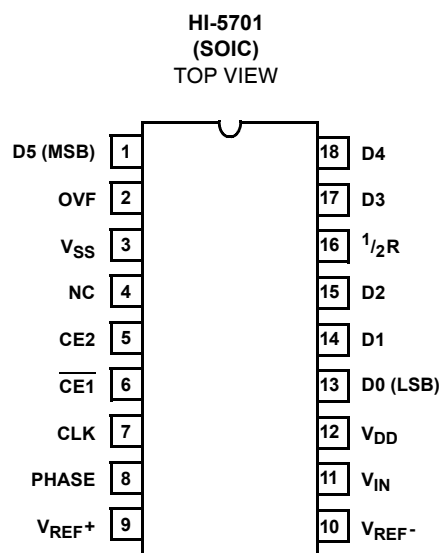 HI-5701
(SOIC)
TOP VIEW
D5 (MSB) 1 18 D4
OVF 2 17 D3
VSS 3 16 1/2R
NC 4 15 D2
CE2 5 14 D1
C̅E̅1̅ 6 13 D0 (LSB)
CLK 7 12 VDD
PHASE 8 11 VIN
VREF+ 9 10 VREF-